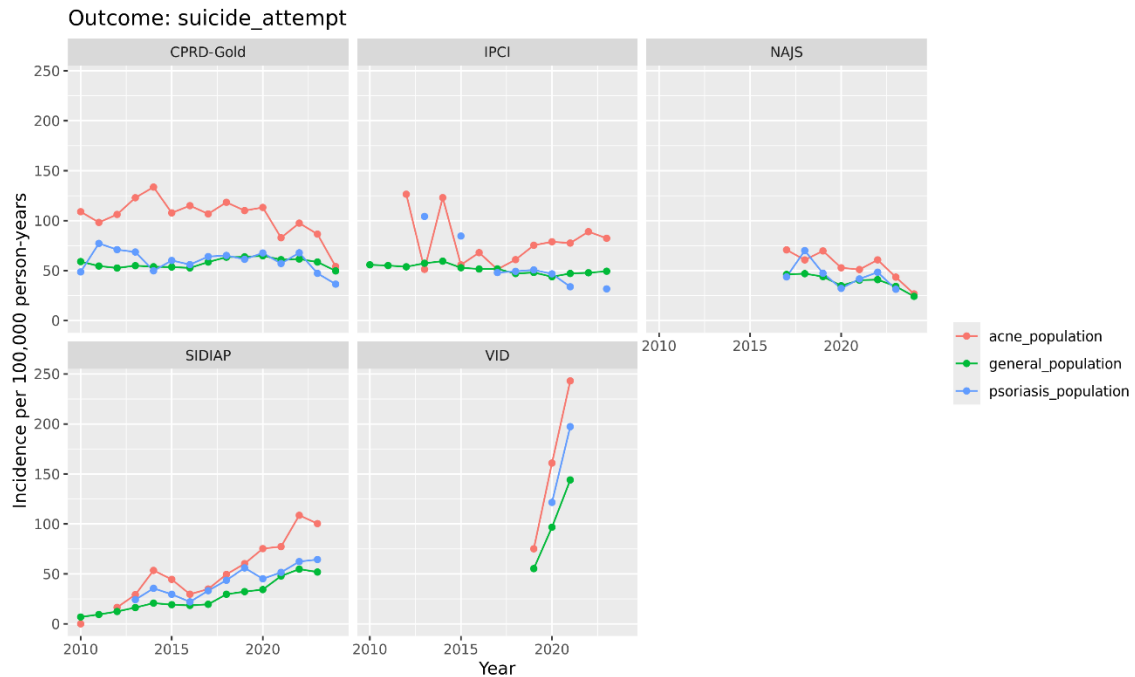 Outcome: suicide_attempt
CPRD-Gold
IPCI
NAJS
250
200
150
100
50
0
2010
2015
2020
SIDIAP
VID
250
200
150
100
50
0
2010
2015
2020
2010
2015
2020
Year
Incidence per 100,000 person-years
acne_population
general_population
psoriasis_population